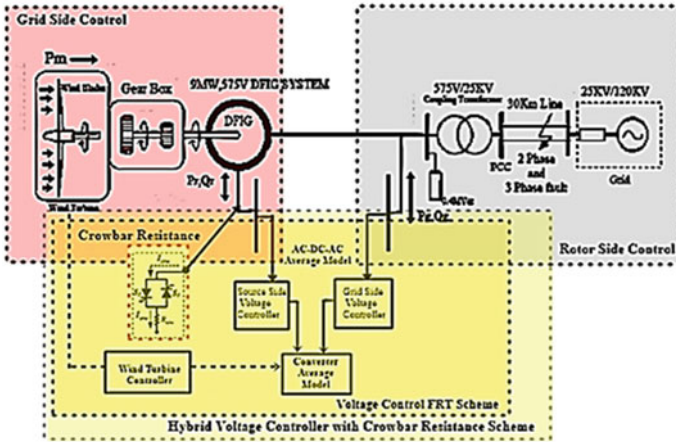 Grid Side Control
Pm
Wind Blades
Gear Box
9MW,575V DFIG SYSTEM
DFIG
Wind Turbine
Pr,Qr
575V/25KV
Coupling Transformer
30Km Line
25KV/120KV
PCC
2 Phase
and
3 Phase fault
Grid
Rotor Side Control
Crowbar Resistance
AC-DC-AC
Average Model
Source Side
Voltage
Controller
Grid Side
Voltage
Controller
Wind Turbine
Controller
Converter
Average
Model
Voltage Control FRT Scheme
Hybrid Voltage Controller with Crowbar Resistance Scheme